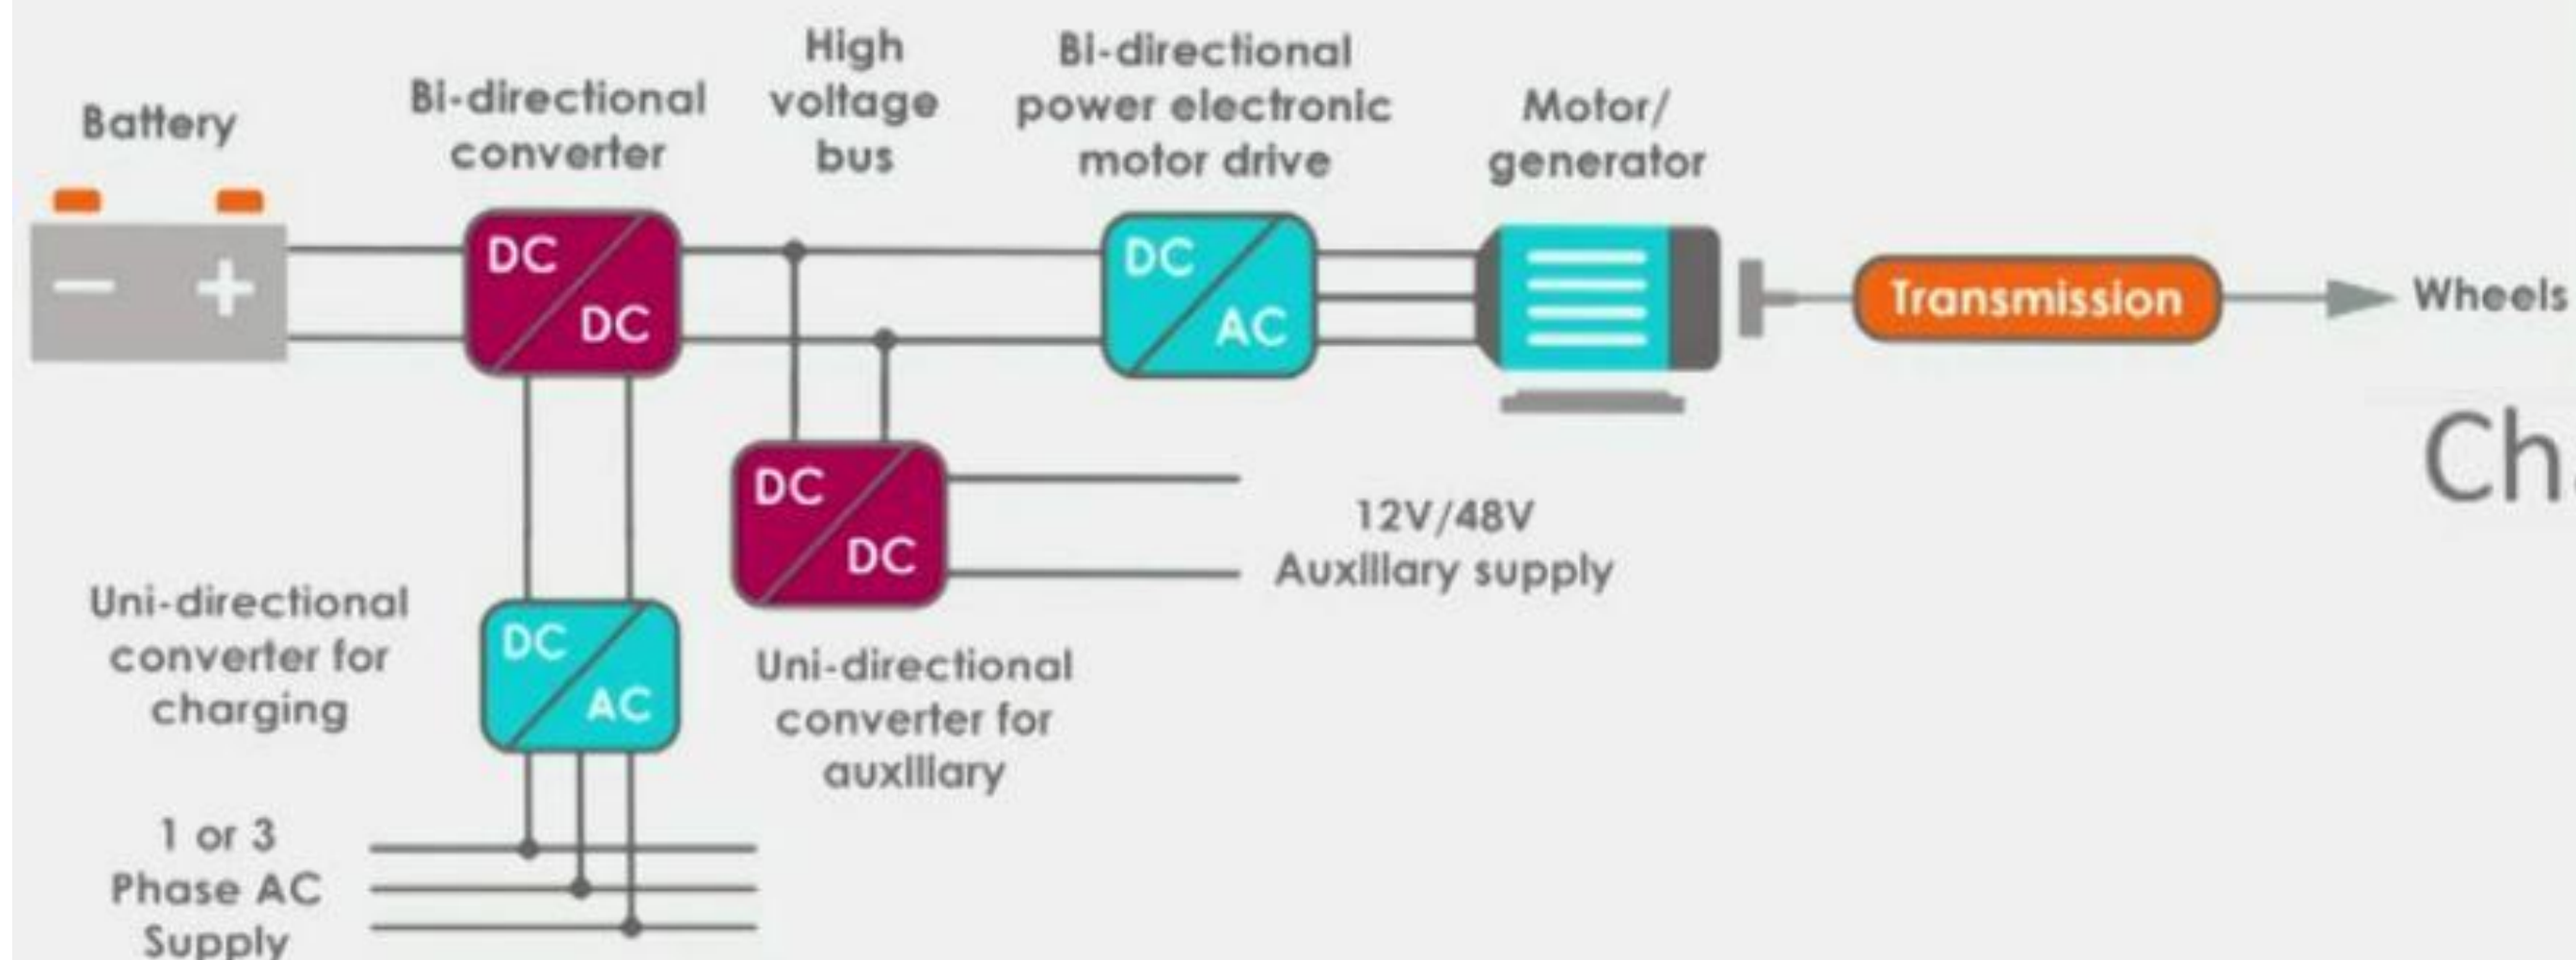 Battery
Bi-directional
converter
High
voltage
bus
Bi-directional
power electronic
motor drive
Motor/
generator
DC
DC
DC
AC
Transmission
Wheels
DC
DC
12V/48V
Auxiliary supply
Uni-directional
converter for
charging
DC
AC
Uni-directional
converter for
auxiliary
1 or 3
Phase AC
Supply